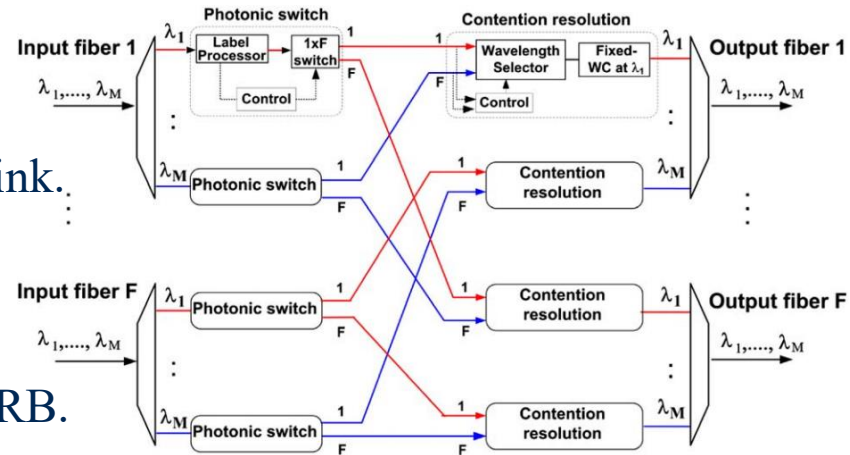 Photonic switch
Contention resolution
Input fiber 1
λ1
Label Processor
1xF switch
1
F
1
F
Wavelength Selector
Fixed-WC at λ1
λ1
Output fiber 1
Control
Control
λ1,...., λM
λ1,...., λM
ink.
λM
Photonic switch
1
F
1
F
Contention resolution
λM
Input fiber F
λ1
Photonic switch
1
F
1
F
Contention resolution
λ1
Output fiber F
λ1,...., λM
λ1,...., λM
RB.
λM
Photonic switch
1
F
1
F
Contention resolution
λM